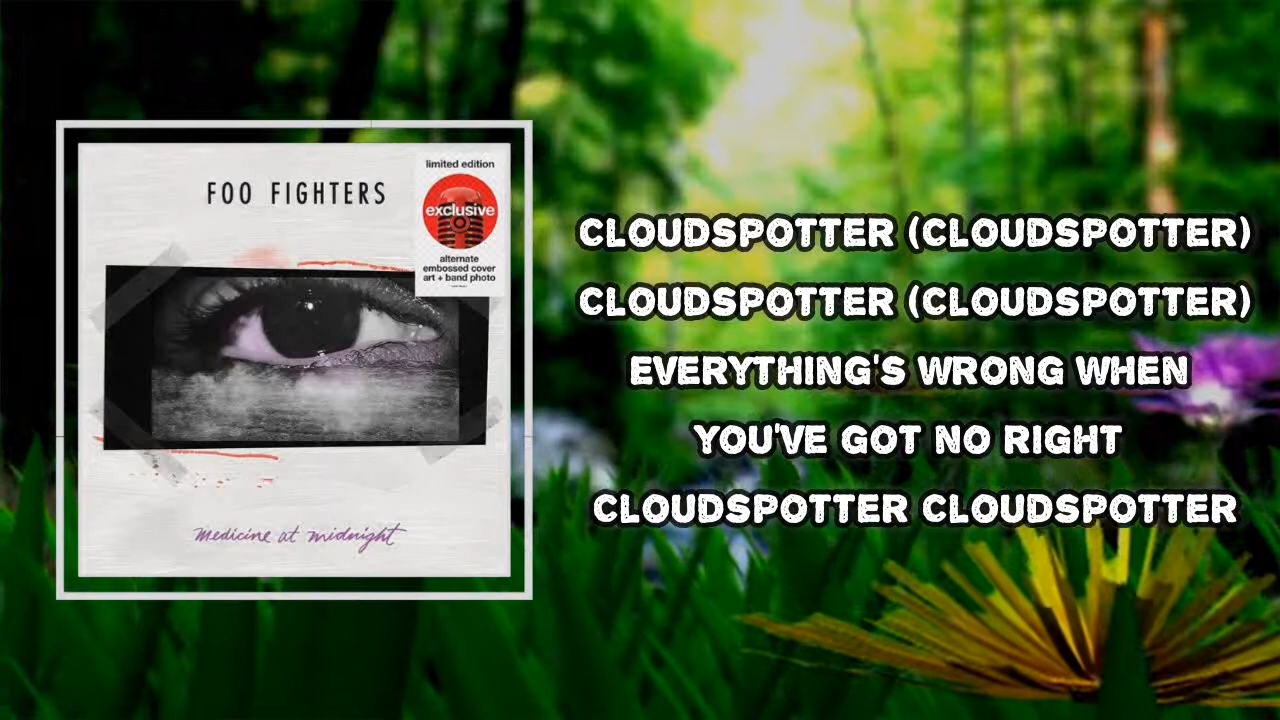 FOO FIGHTERS
limited edition
exclusive
alternate
embossed cover
art + band photo
medicine at midnight
CLOUDSPOTTER (CLOUDSPOTTER)
CLOUDSPOTTER (CLOUDSPOTTER)
EVERYTHING'S WRONG WHEN
YOU'VE GOT NO RIGHT
CLOUDSPOTTER CLOUDSPOTTER